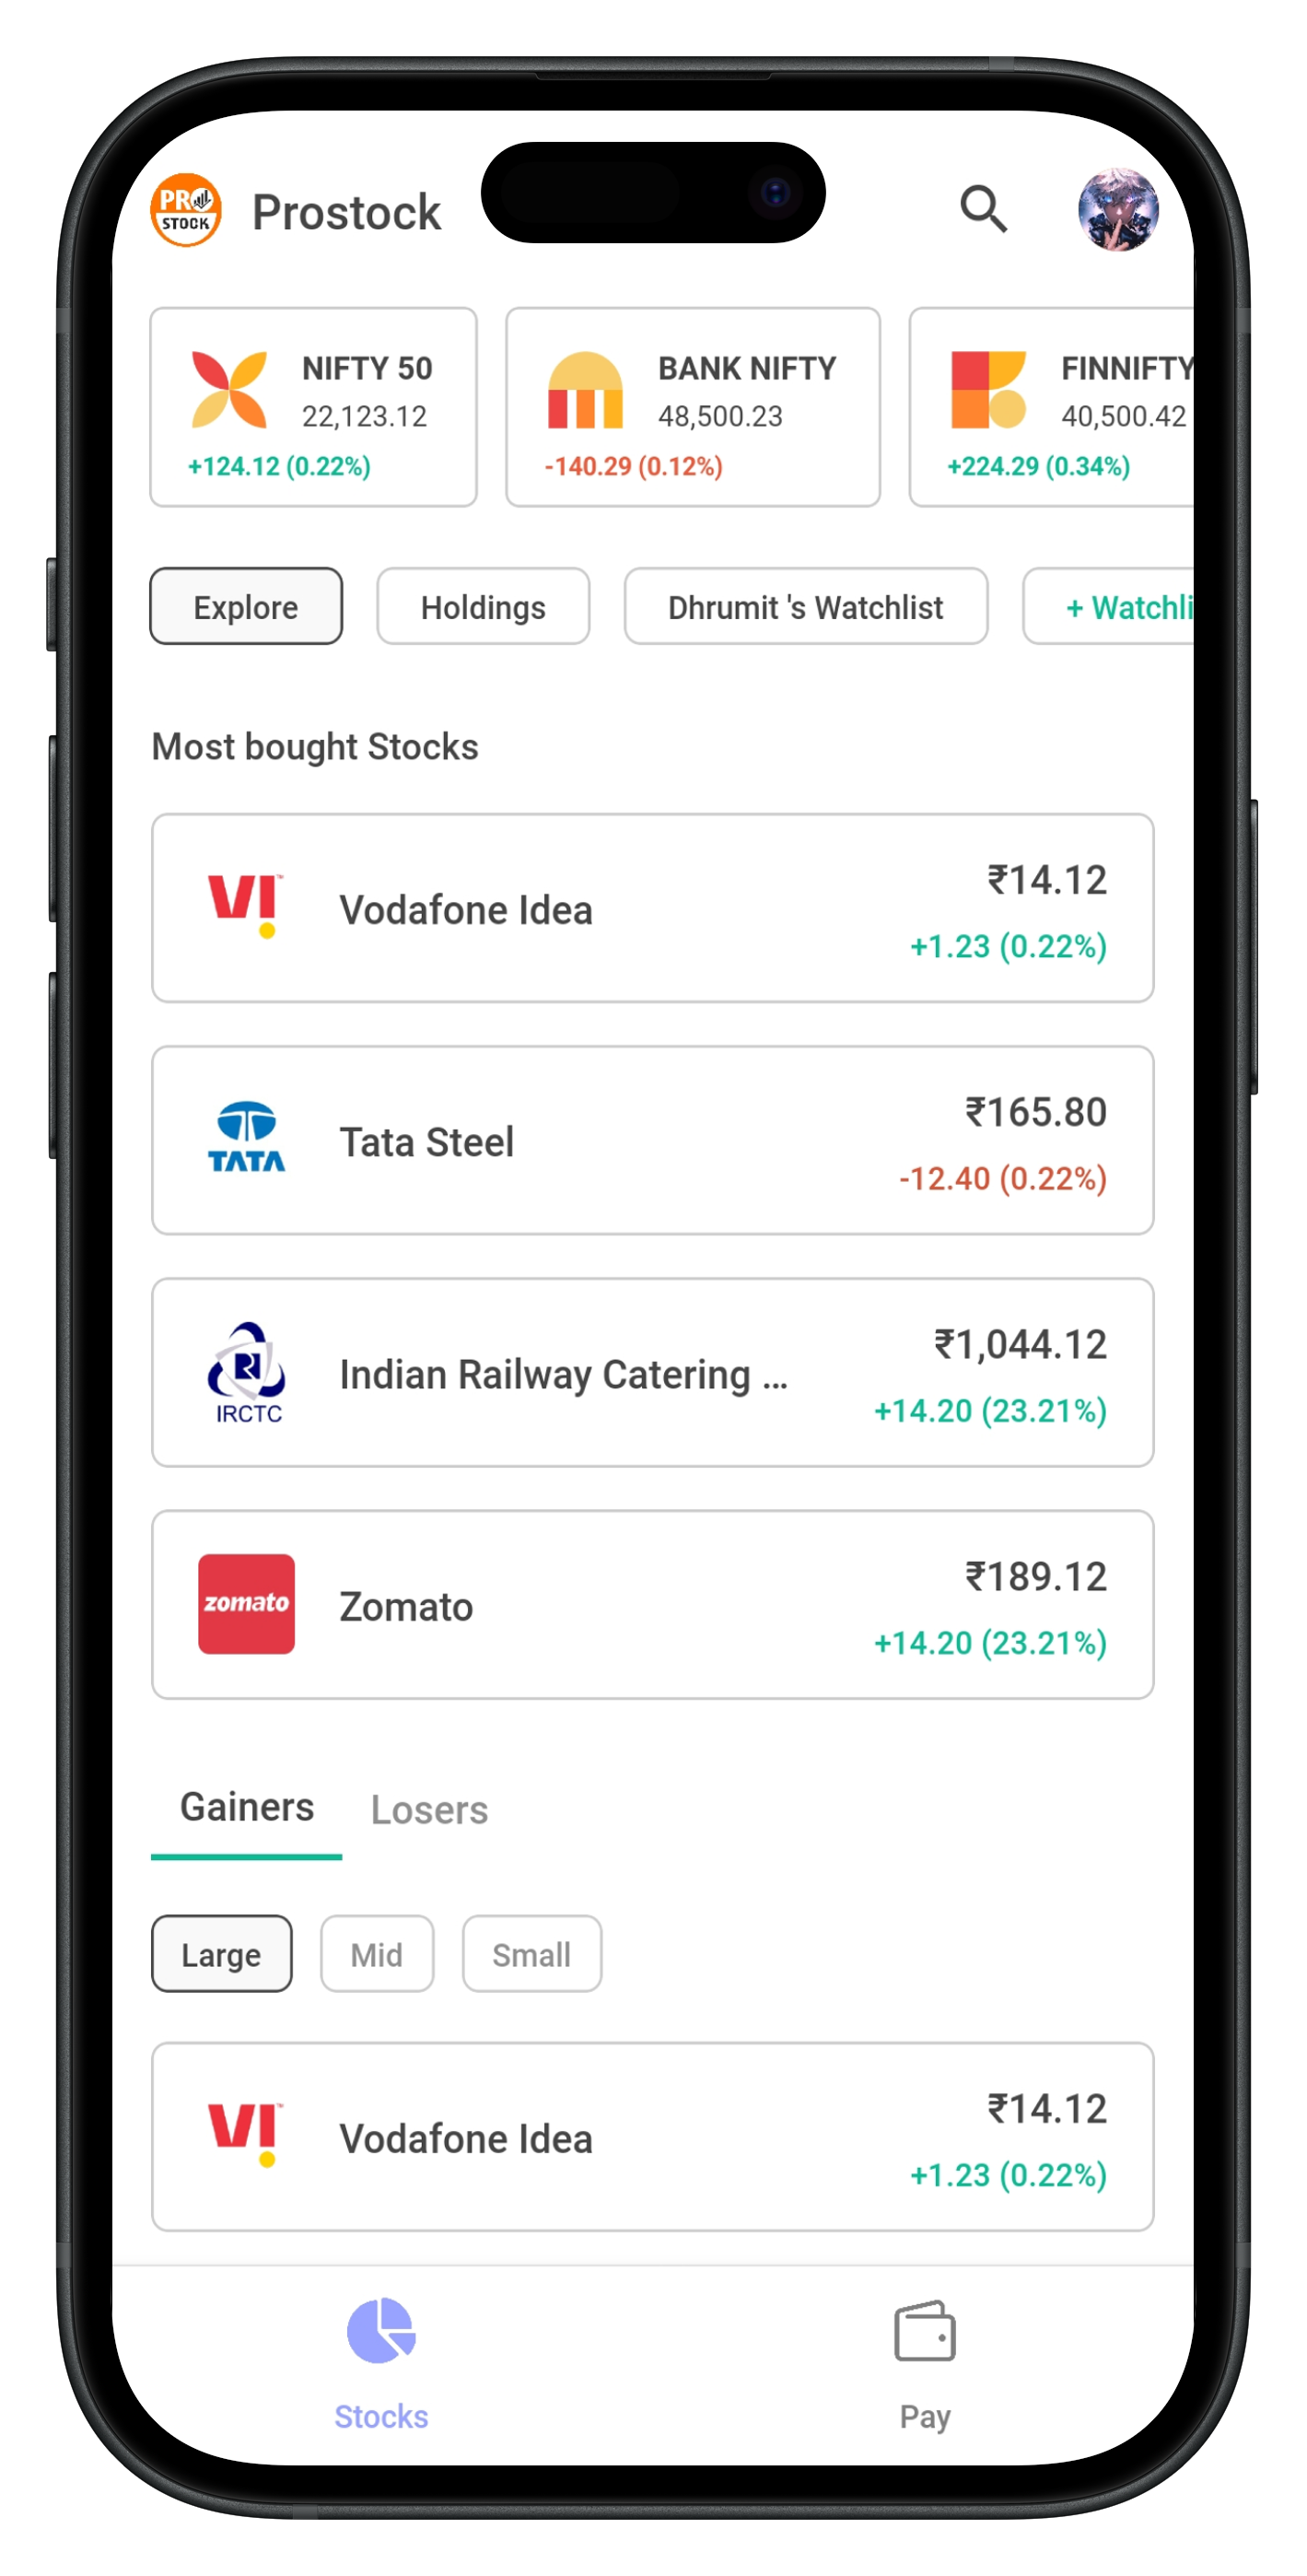 PRO
STOCK
Prostock
NIFTY 50
22,123.12
+124.12 (0.22%)
BANK NIFTY
48,500.23
-140.29 (0.12%)
FINNIFTY
40,500.42
+224.29 (0.34%)
Explore
Holdings
Dhrumit 's Watchlist
+ Watchli
Most bought Stocks
VI
Vodafone Idea
₹14.12
+1.23 (0.22%)
TATA
Tata Steel
₹165.80
-12.40 (0.22%)
IRCTC
Indian Railway Catering ...
₹1,044.12
+14.20 (23.21%)
zomato
Zomato
₹189.12
+14.20 (23.21%)
Gainers
Losers
Large
Mid
Small
VI
Vodafone Idea
₹14.12
+1.23 (0.22%)
Stocks
Pay